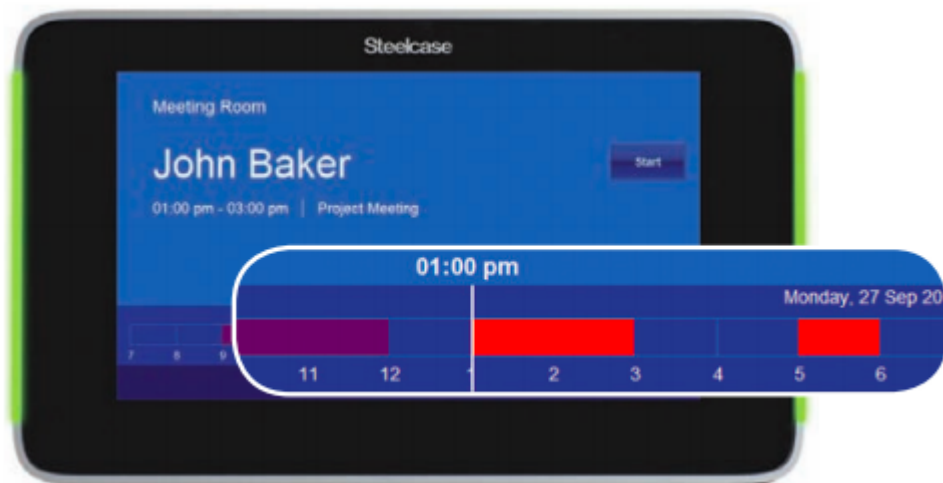 Steelcase
Meeting Room
John Baker
Start
01:00 pm - 03:00 pm | Project Meeting
01:00 pm
Monday, 27 Sep 20
7 8 9 11 12 1 2 3 4 5 6